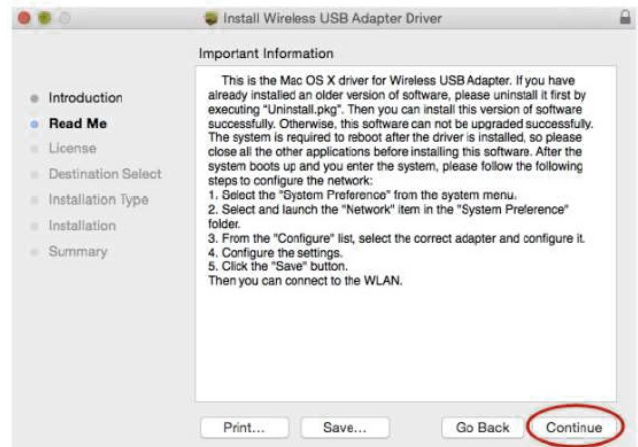 Install Wireless USB Adapter Driver
Important Information
Introduction
Read Me
License
Destination Select
Installation Type
Installation
Summary
This is the Mac OS X driver for Wireless USB Adapter. If you have
already installed an older version of software, please uninstall it first by
executing "Uninstall.pkg". Then you can install this version of software
successfully. Otherwise, this software can not be upgraded successfully.
The system is required to reboot after the driver is installed, so please
close all the other applications before installing this software. After the
system boots up and you enter the system, please follow the following
steps to configure the network:
1. Select the "System Preference" from the system menu.
2. Select and launch the "Network" item in the "System Preference"
folder.
3. From the "Configure" list, select the correct adapter and configure it.
4. Configure the settings.
5. Click the "Save" button.
Then you can connect to the WLAN.
Print...
Save...
Go Back
Continue